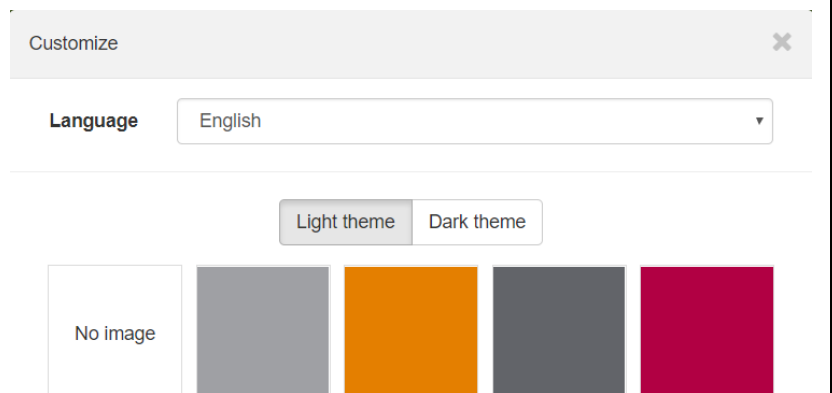 Customize
Language English
Light theme Dark theme
No image